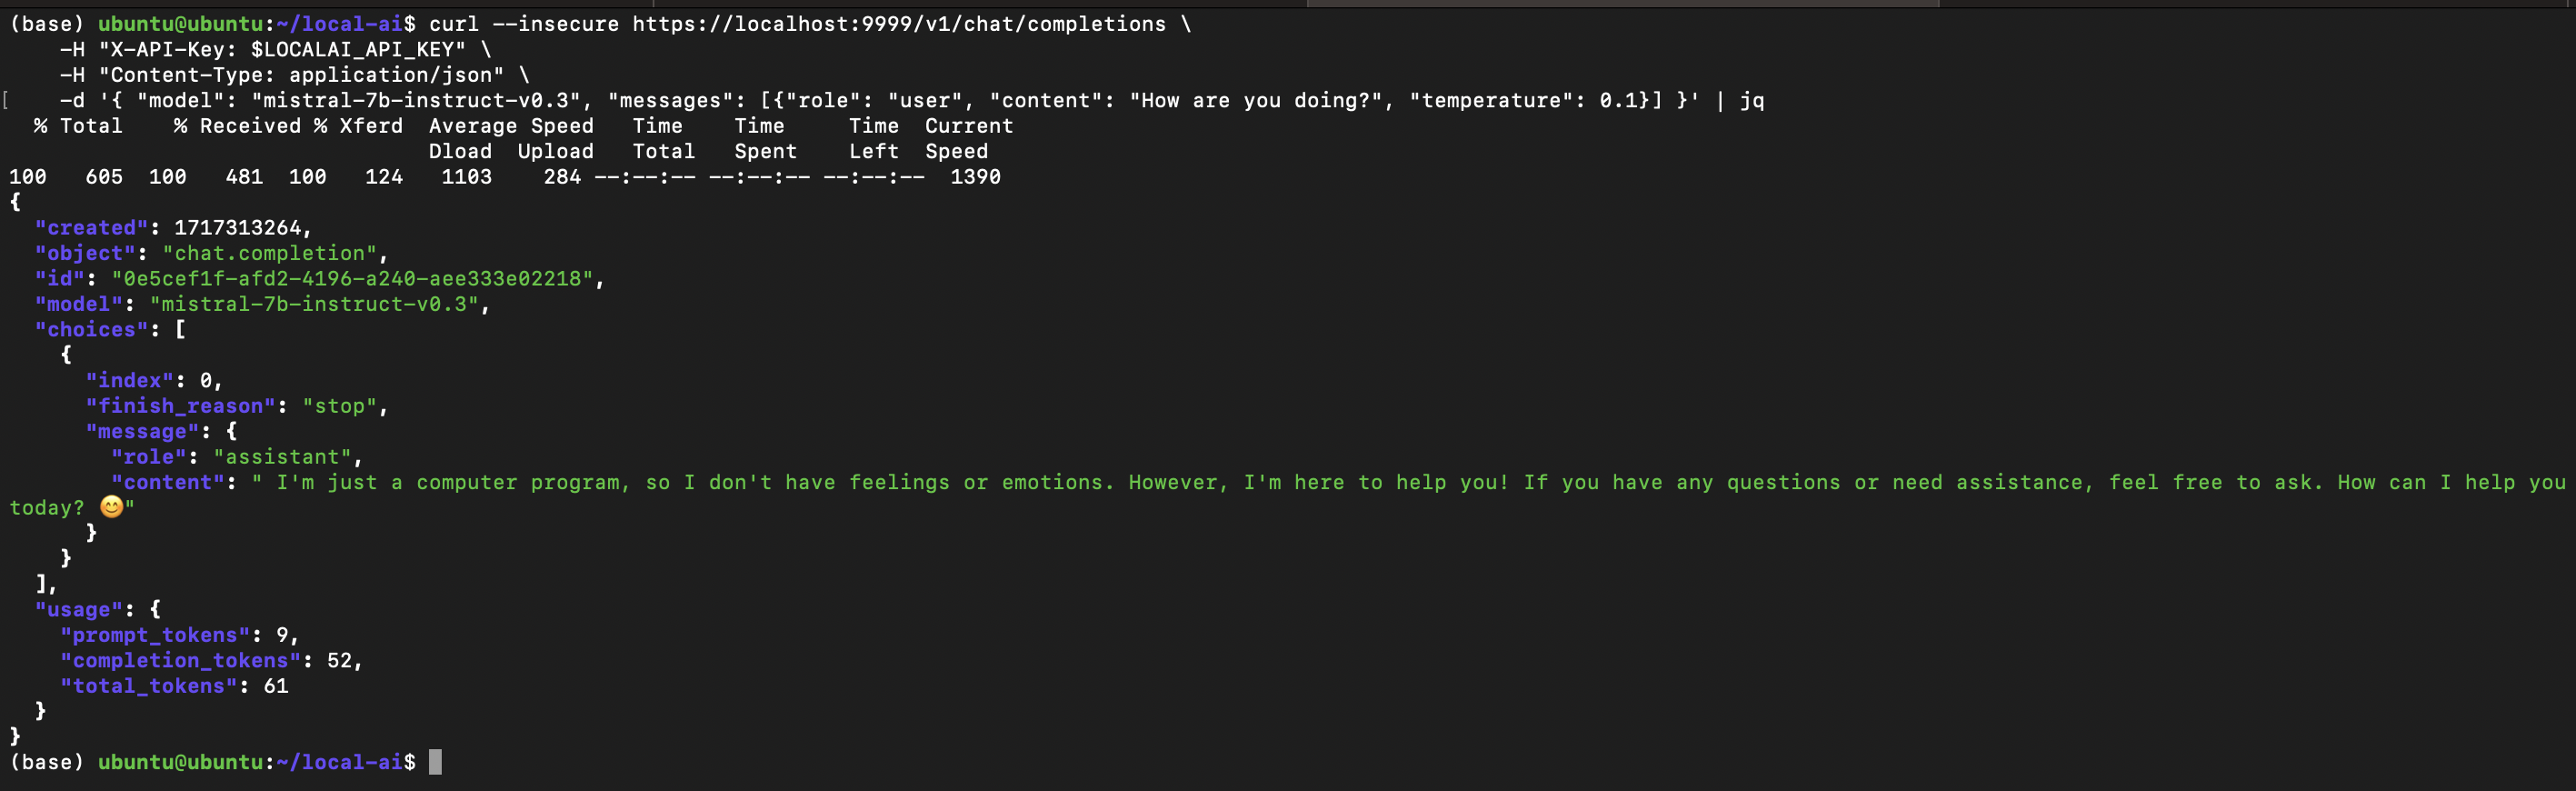 (base) ubuntu@ubuntu:~/local-ai$ curl --insecure https://localhost:9999/v1/chat/completions \
    -H "X-API-Key: $LOCALAI_API_KEY" \
    -H "Content-Type: application/json" \
[    -d '{ "model": "mistral-7b-instruct-v0.3", "messages": [{"role": "user", "content": "How are you doing?", "temperature": 0.1}] }' | jq
  % Total    % Received % Xferd  Average Speed   Time    Time     Time  Current
                                 Dload  Upload   Total   Spent    Left  Speed
100   605  100   481  100   124   1103    284 --:--:-- --:--:-- --:--:--  1390
{
  "created": 1717313264,
  "object": "chat.completion",
  "id": "0e5cef1f-afd2-4196-a240-aee333e02218",
  "model": "mistral-7b-instruct-v0.3",
  "choices": [
    {
      "index": 0,
      "finish_reason": "stop",
      "message": {
        "role": "assistant",
        "content": " I'm just a computer program, so I don't have feelings or emotions. However, I'm here to help you! If you have any questions or need assistance, feel free to ask. How can I help you
today? 😊"
      }
    }
  ],
  "usage": {
    "prompt_tokens": 9,
    "completion_tokens": 52,
    "total_tokens": 61
  }
}
(base) ubuntu@ubuntu:~/local-ai$